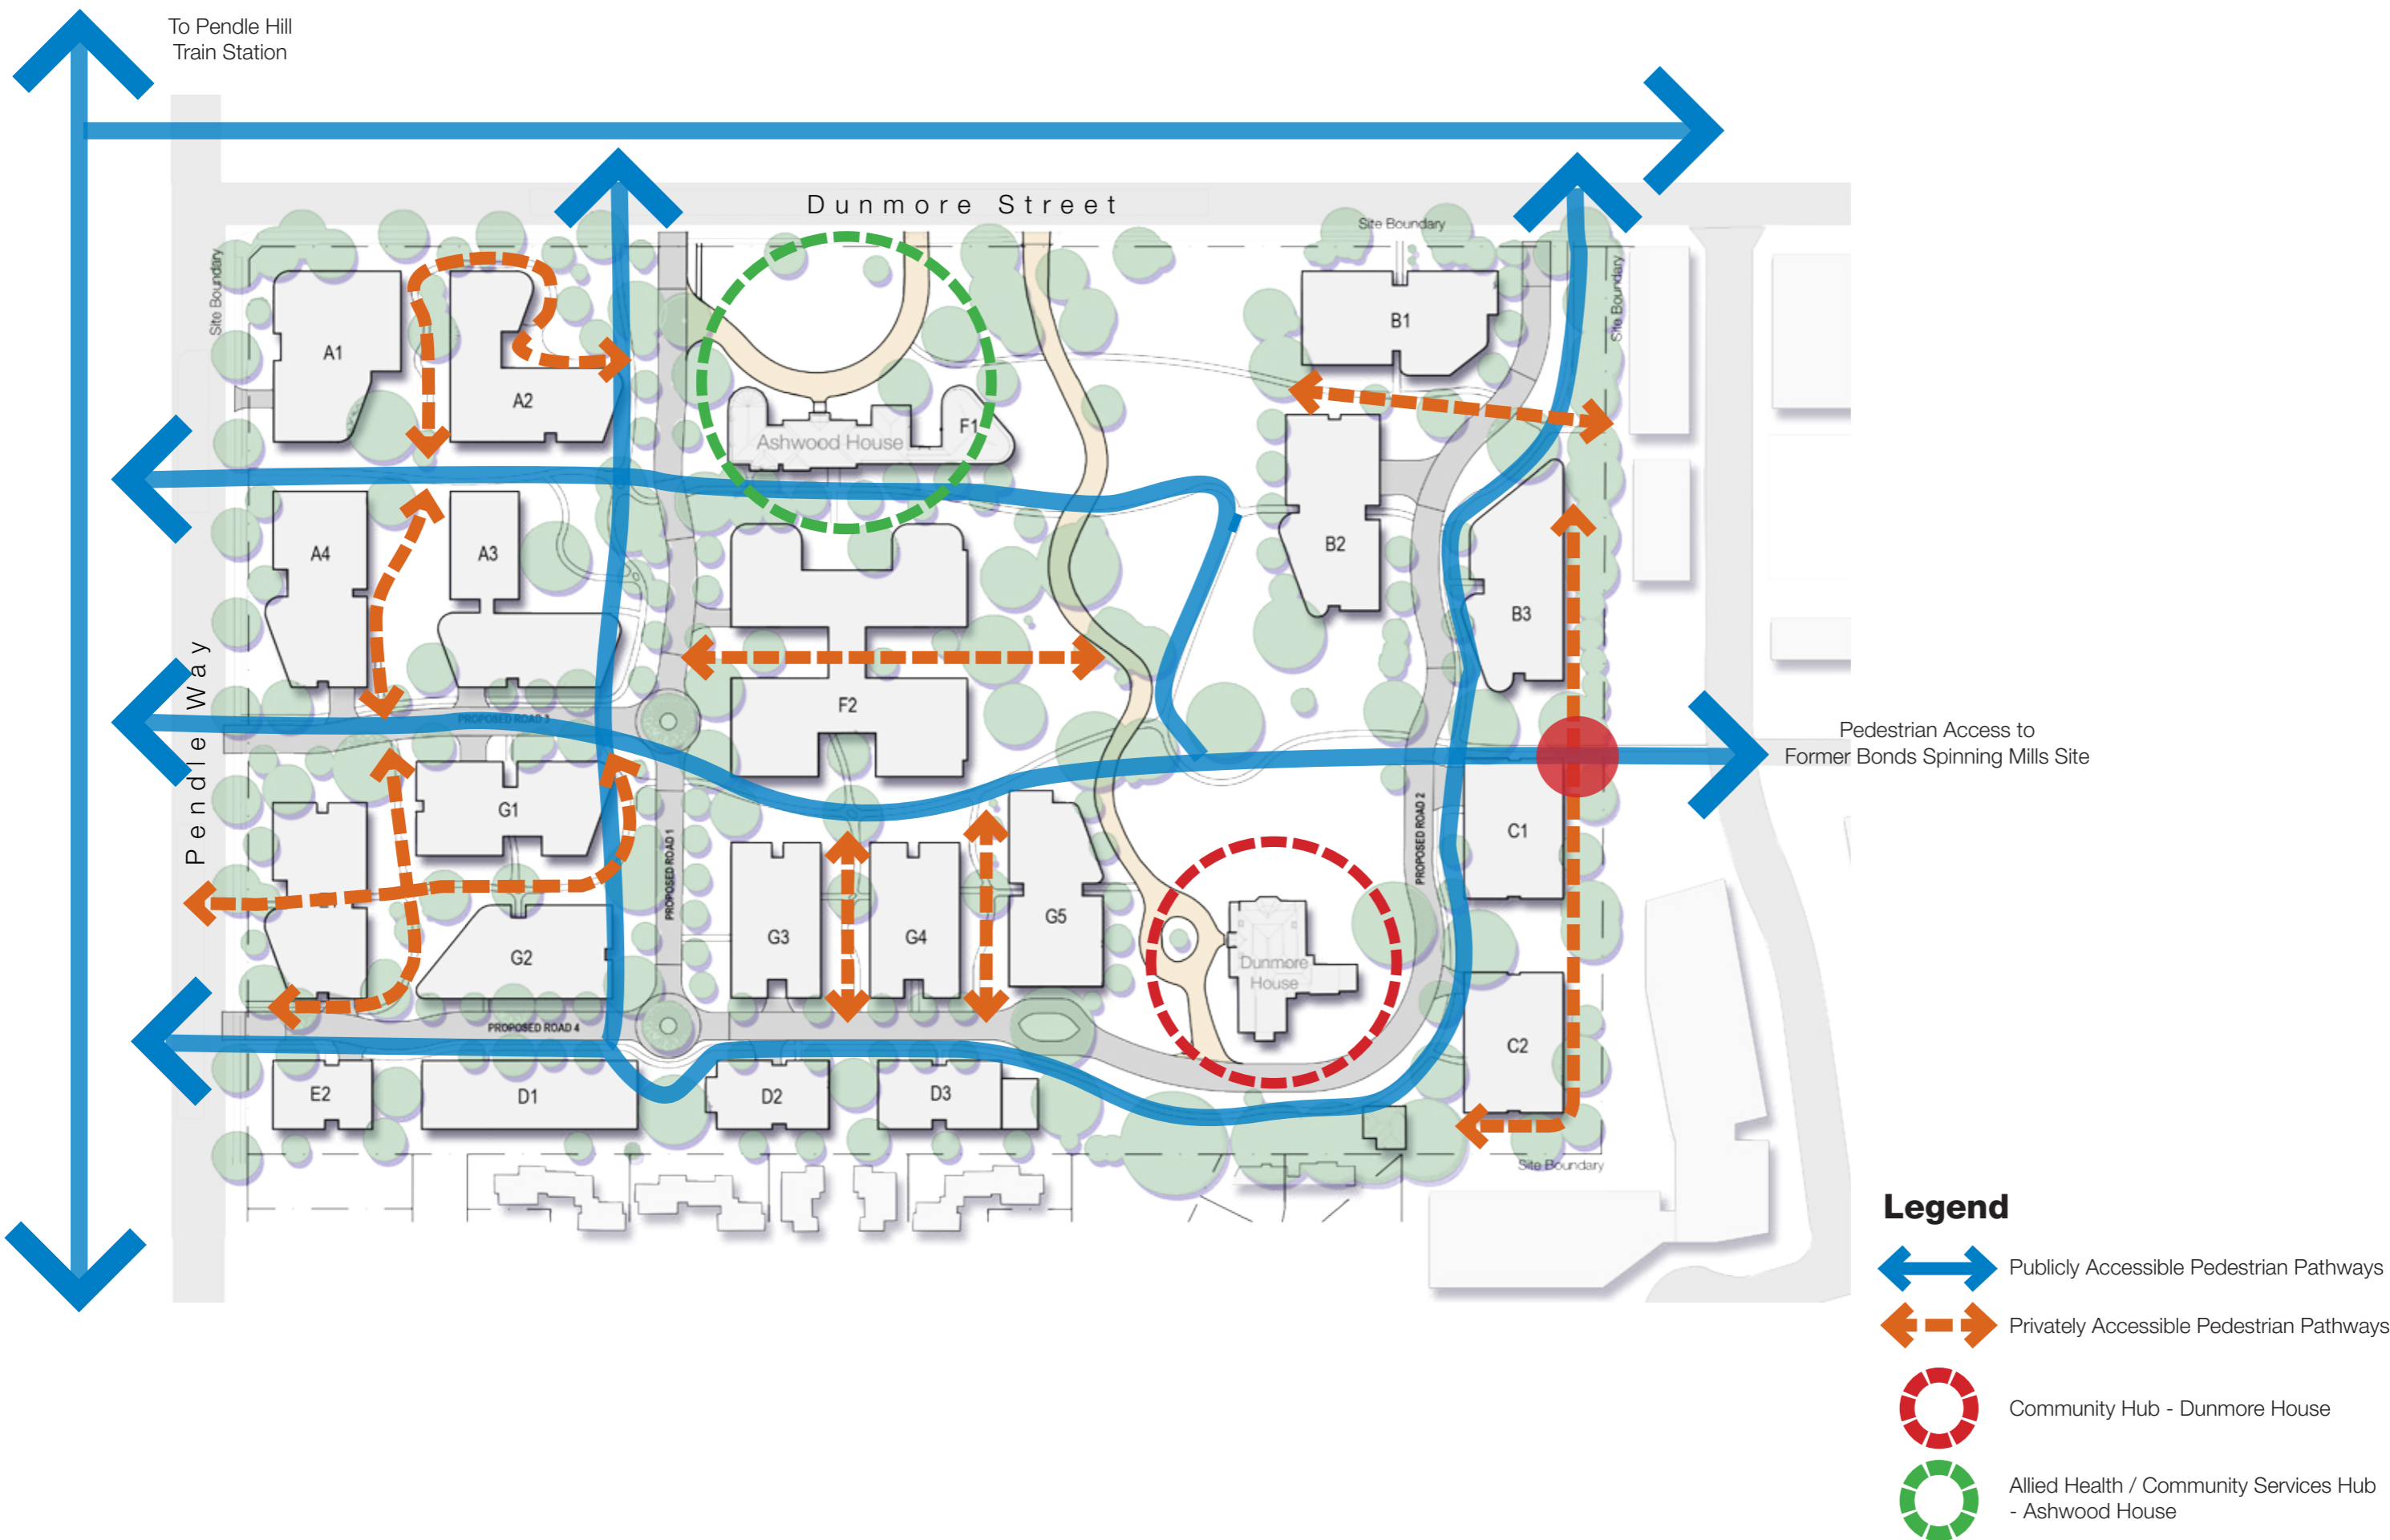 To Pendle Hill
Train Station
Dunmore Street
Site Boundary
Site Boundary
Site Boundary
A1
A2
B1
Ashwood House
F1
A4
A3
B2
B3
Pendle Way
PROPOSED ROAD 3
F2
Pedestrian Access to
Former Bonds Spinning Mills Site
G1
PROPOSED ROAD 1
PROPOSED ROAD 2
C1
G3
G4
G5
G2
Dunmore
House
PROPOSED ROAD 4
C2
E2
D1
D2
D3
Site Boundary
Legend
Publicly Accessible Pedestrian Pathways
Privately Accessible Pedestrian Pathways
Community Hub - Dunmore House
Allied Health / Community Services Hub
- Ashwood House